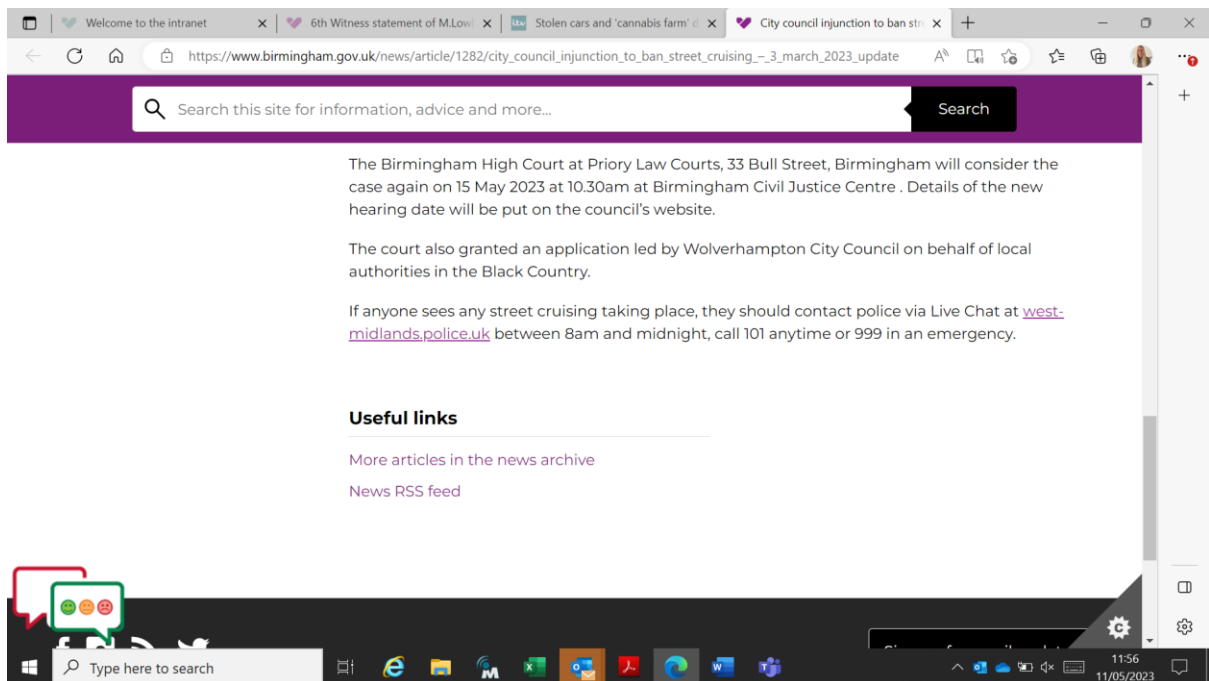 Welcome to the intranet
6th Witness statement of M.Lowl
itv
Stolen cars and 'cannabis farm' d
City council injunction to ban stre
https://www.birmingham.gov.uk/news/article/1282/city_council_injunction_to_ban_street_cruising_–_3_march_2023_update
Search this site for information, advice and more...
Search
The Birmingham High Court at Priory Law Courts, 33 Bull Street, Birmingham will consider the
case again on 15 May 2023 at 10.30am at Birmingham Civil Justice Centre . Details of the new
hearing date will be put on the council's website.
The court also granted an application led by Wolverhampton City Council on behalf of local
authorities in the Black Country.
If anyone sees any street cruising taking place, they should contact police via Live Chat at west-
midlands.police.uk between 8am and midnight, call 101 anytime or 999 in an emergency.
Useful links
More articles in the news archive
News RSS feed
Type here to search
11:56
11/05/2023